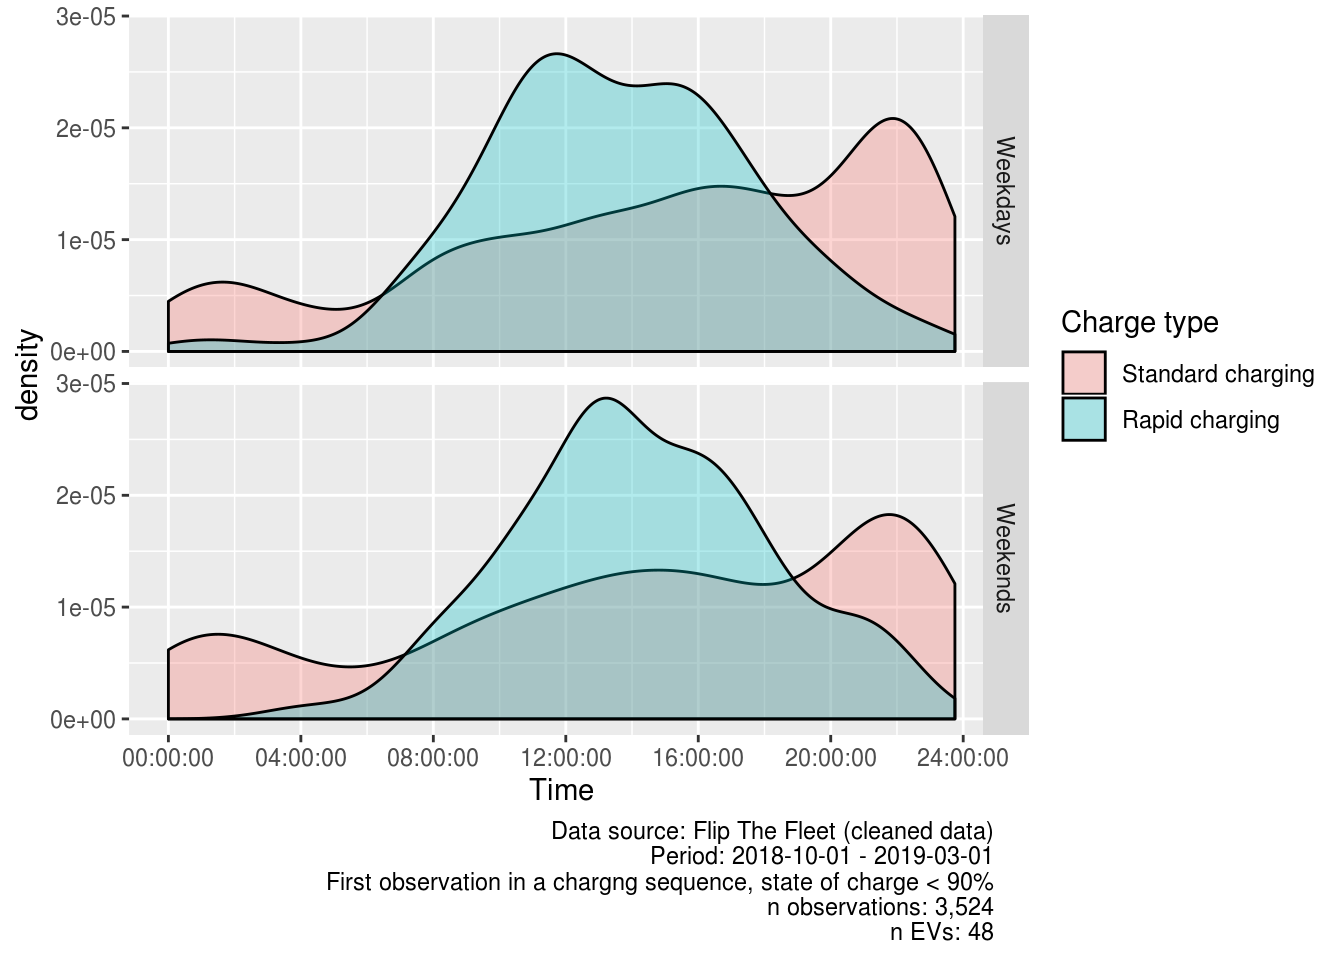 3e-05
2e-05
1e-05
0e+00
Weekdays
3e-05
2e-05
1e-05
0e+00
Weekends
density
00:00:00 04:00:00 08:00:00 12:00:00 16:00:00 20:00:00 24:00:00
Time
Charge type
Standard charging
Rapid charging
Data source: Flip The Fleet (cleaned data)
Period: 2018-10-01 - 2019-03-01
First observation in a chargng sequence, state of charge < 90%
n observations: 3,524
n EVs: 48